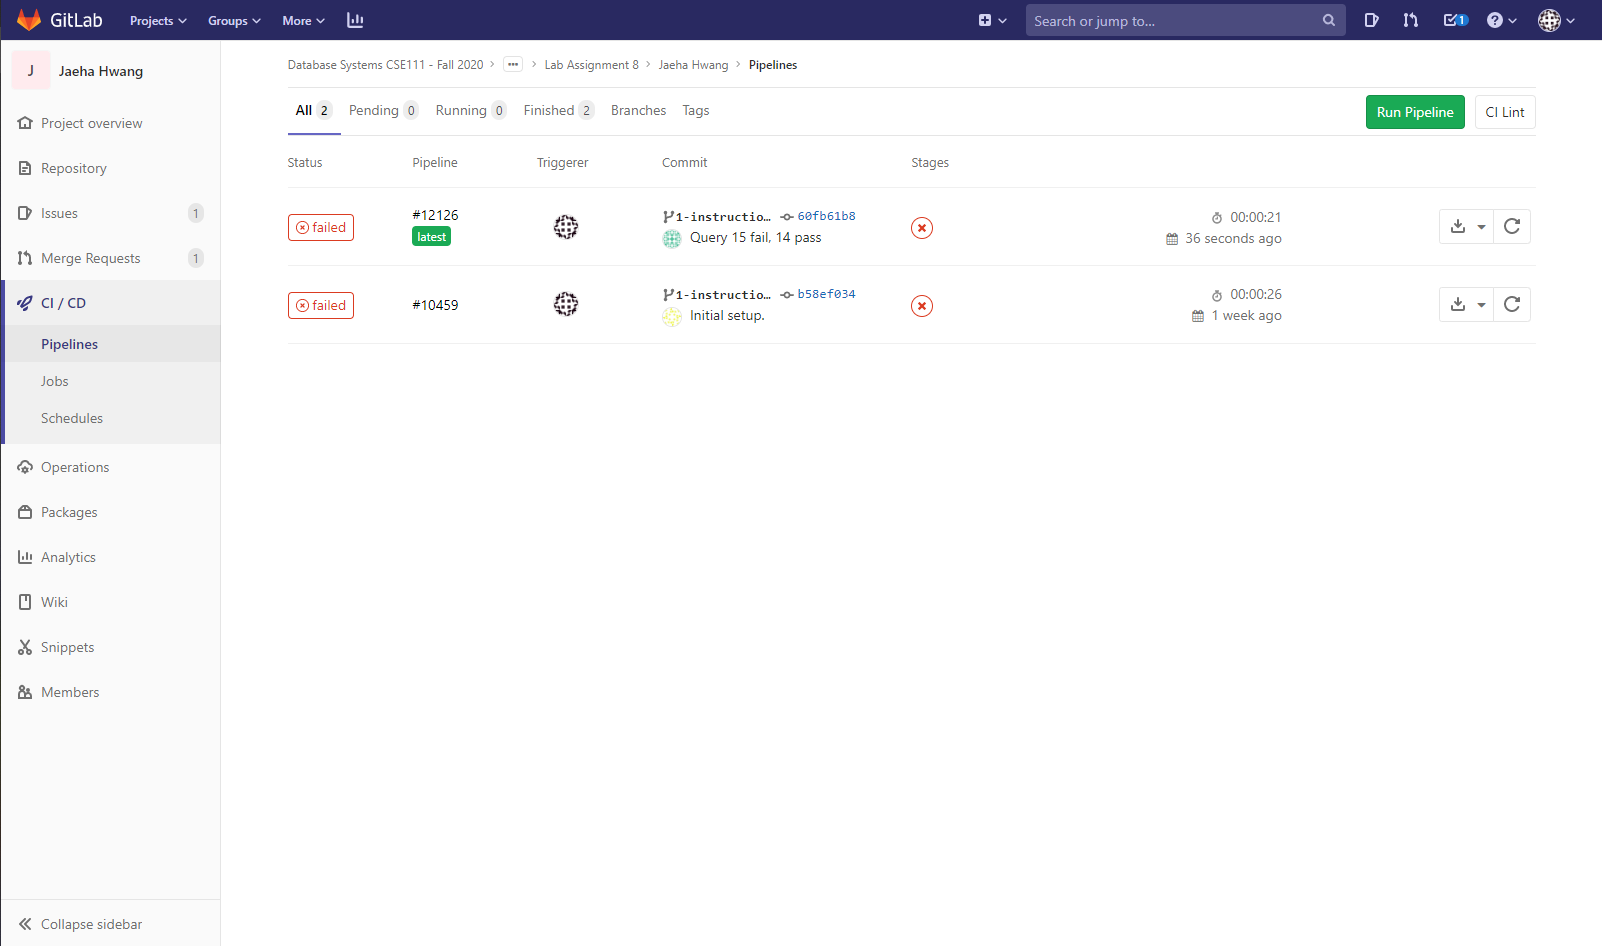 GitLab Projects Groups More Search or jump to... 1
J Jaeha Hwang
Project overview
Repository
Issues 1
Merge Requests 1
CI / CD
Pipelines
Jobs
Schedules
Operations
Packages
Analytics
Wiki
Snippets
Members
Collapse sidebar
Database Systems CSE111 - Fall 2020 › ... › Lab Assignment 8 › Jaeha Hwang › Pipelines
All 2 Pending 0 Running 0 Finished 2 Branches Tags Run Pipeline CI Lint
Status Pipeline Triggerer Commit Stages
failed #12126 latest 1-instructio... 60fb61b8 00:00:21
Query 15 fail, 14 pass 36 seconds ago
failed #10459 1-instructio... b58ef034 00:00:26
Initial setup. 1 week ago